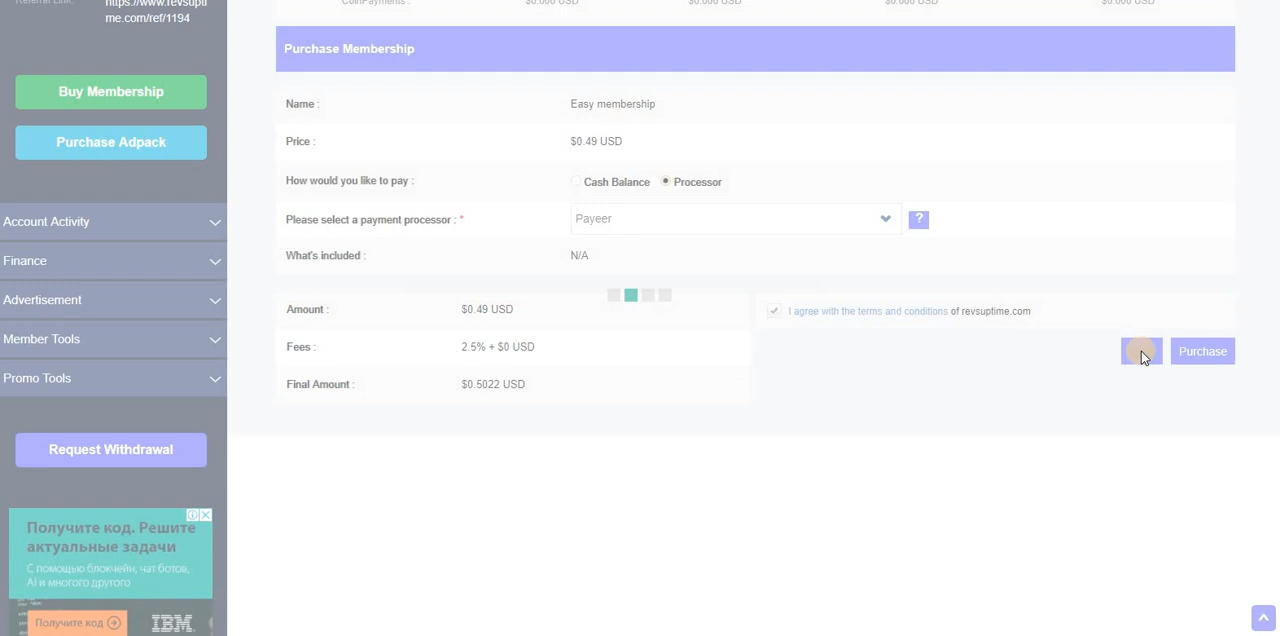 Referral Link:
https://www.revsupti
me.com/ref/1194
CoinPayments :
$0.000 USD
$0.000 USD
$0.000 USD
$0.000 USD
Purchase Membership
Buy Membership
Purchase Adpack
Name :
Easy membership
Price :
$0.49 USD
How would you like to pay :
Cash Balance
Processor
Please select a payment processor : *
Payeer
?
What's included :
N/A
Account Activity
Finance
Advertisement
Member Tools
Promo Tools
Amount :
$0.49 USD
Fees :
2.5% + $0 USD
Final Amount :
$0.5022 USD
I agree with the terms and conditions of revsuptime.com
Purchase
Request Withdrawal
Получите код. Решите
актуальные задачи
С помощью блокчейн, чат ботов,
AI и многого другого
Получите код
IBM.